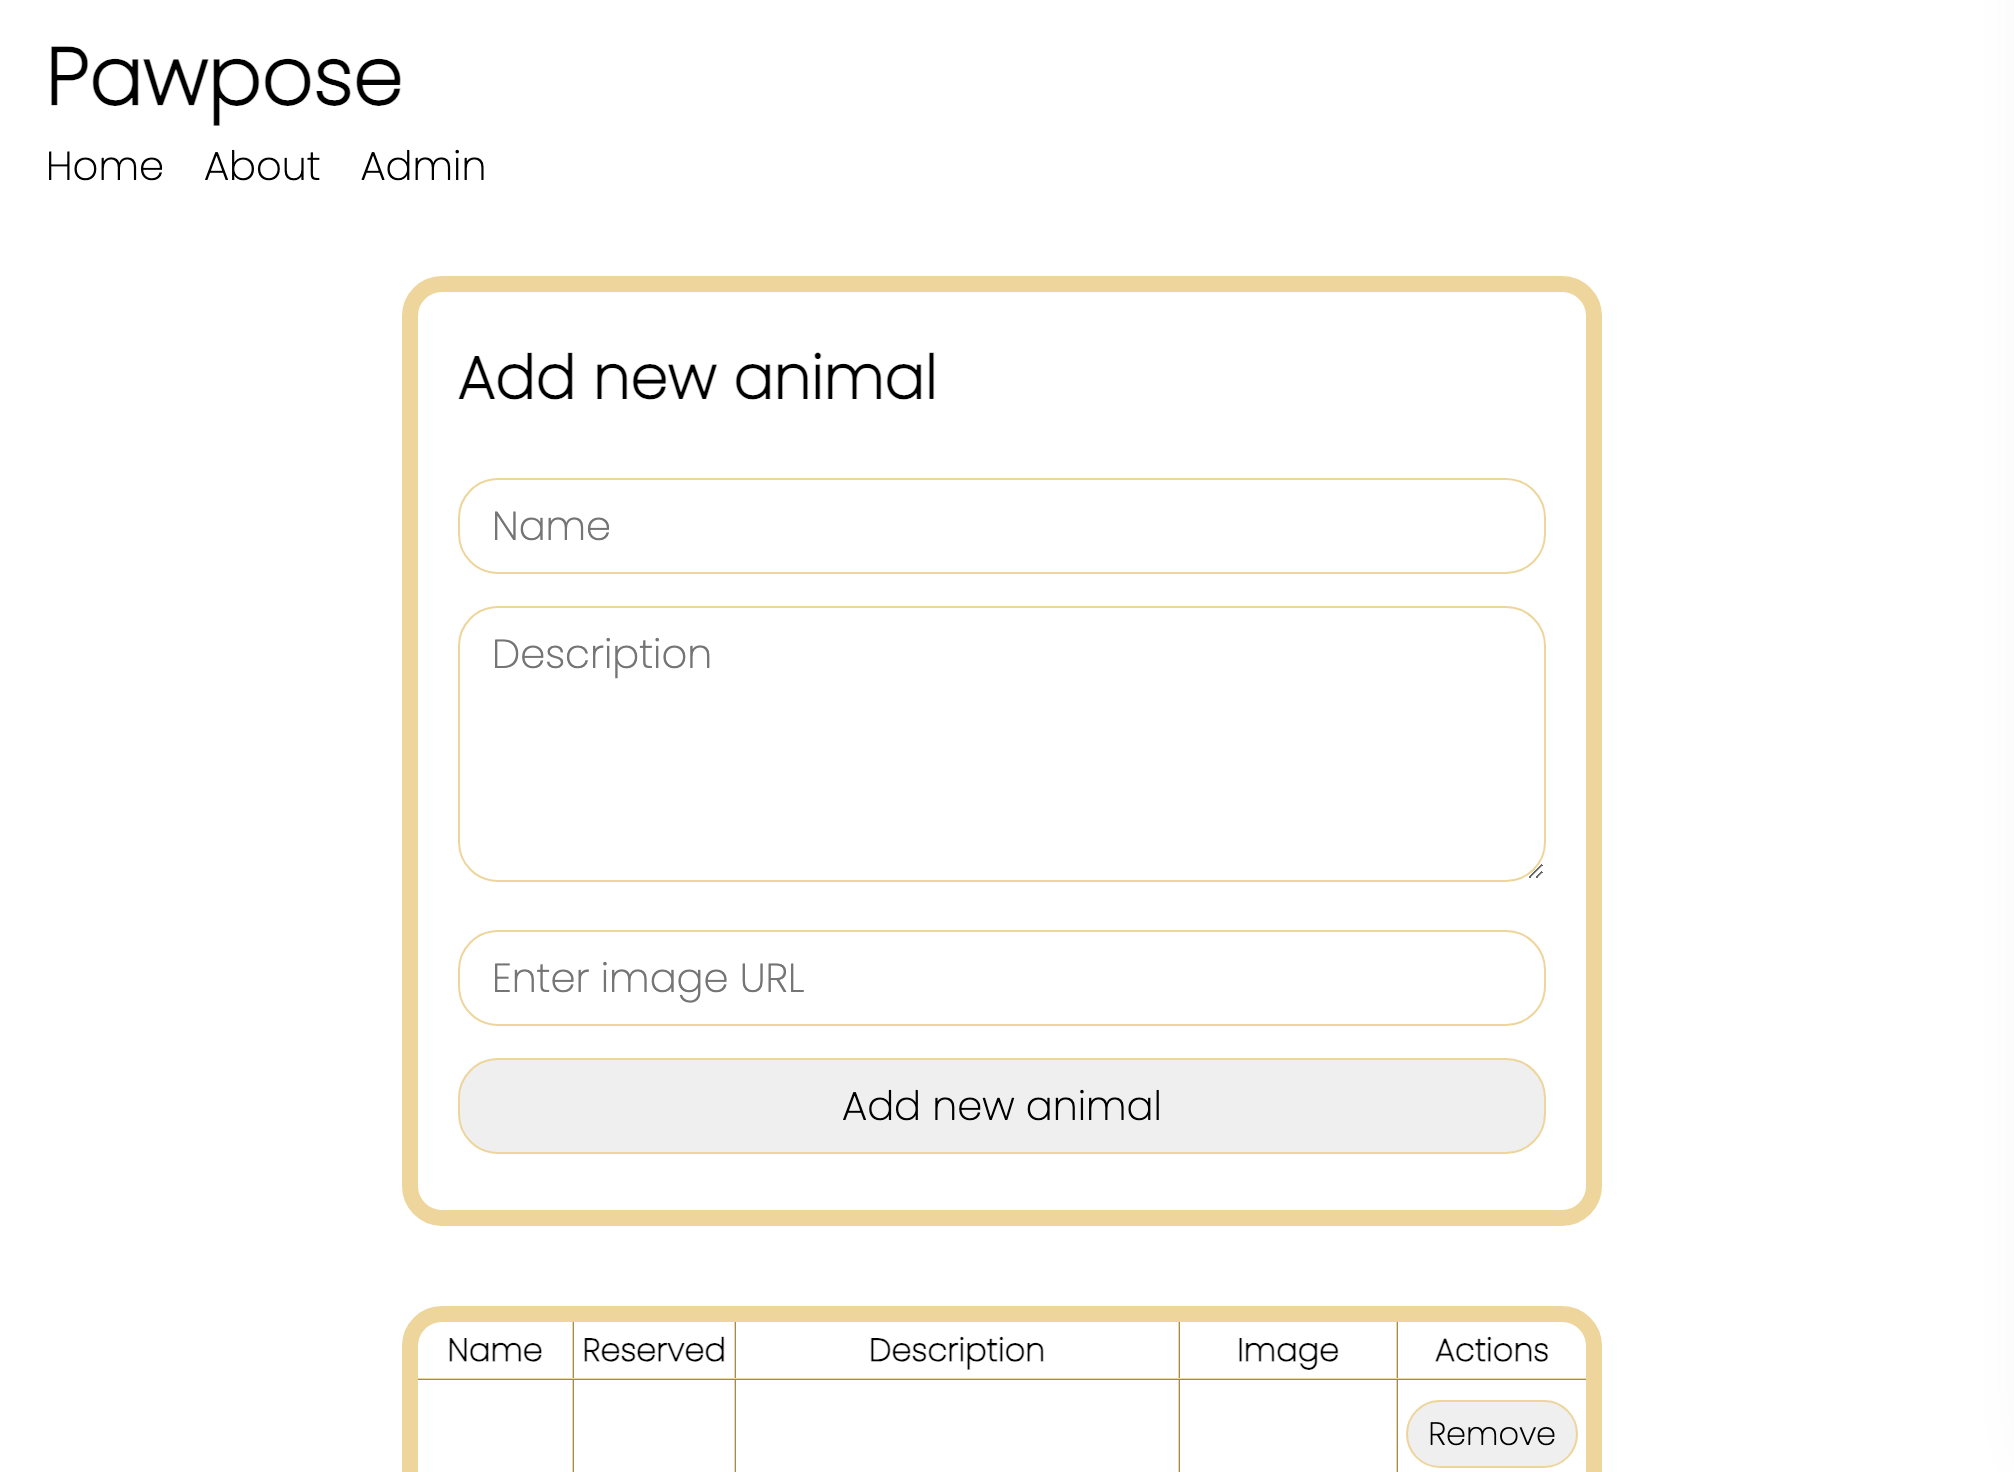 Pawpose
Home About Admin
Add new animal
Name
Description
Enter image URL
Add new animal
Name Reserved Description Image Actions
Remove